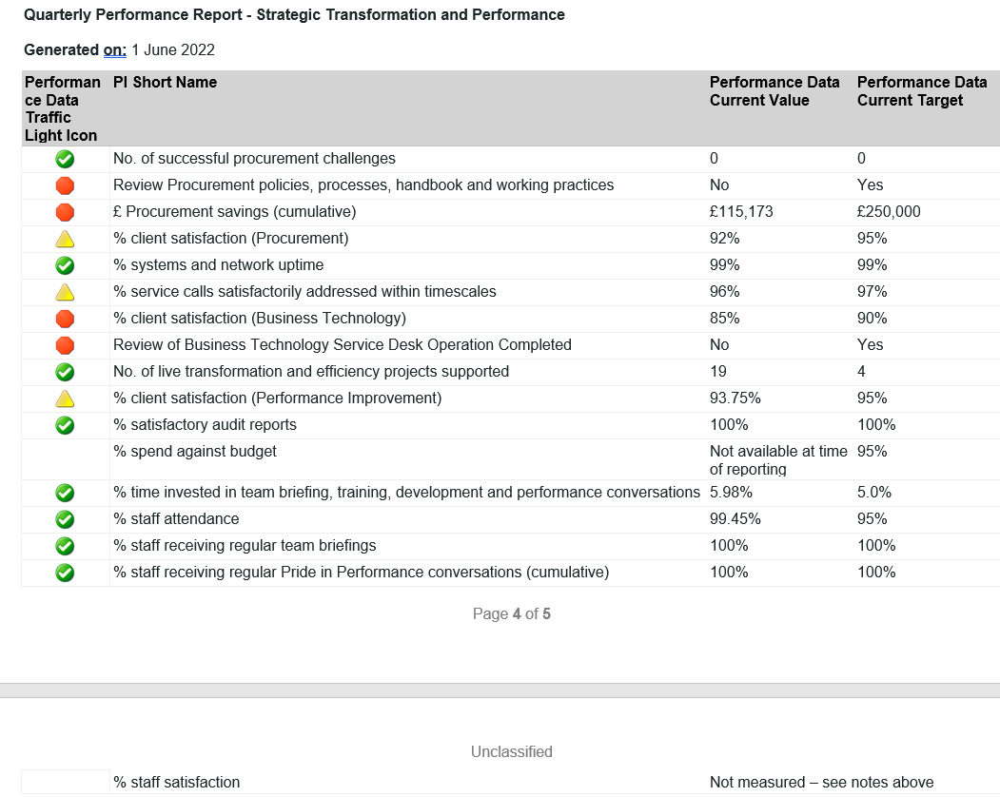 Quarterly Performance Report - Strategic Transformation and Performance
Generated on: 1 June 2022
Performan
ce Data
Traffic
Light Icon
PI Short Name
Performance Data
Current Value
Performance Data
Current Target
No. of successful procurement challenges 0 0
Review Procurement policies, processes, handbook and working practices No Yes
£ Procurement savings (cumulative) £115,173 £250,000
% client satisfaction (Procurement) 92% 95%
% systems and network uptime 99% 99%
% service calls satisfactorily addressed within timescales 96% 97%
% client satisfaction (Business Technology) 85% 90%
Review of Business Technology Service Desk Operation Completed No Yes
No. of live transformation and efficiency projects supported 19 4
% client satisfaction (Performance Improvement) 93.75% 95%
% satisfactory audit reports 100% 100%
% spend against budget Not available at time 95%
of reporting
% time invested in team briefing, training, development and performance conversations 5.98% 5.0%
% staff attendance 99.45% 95%
% staff receiving regular team briefings 100% 100%
% staff receiving regular Pride in Performance conversations (cumulative) 100% 100%
Page 4 of 5
Unclassified
% staff satisfaction Not measured – see notes above